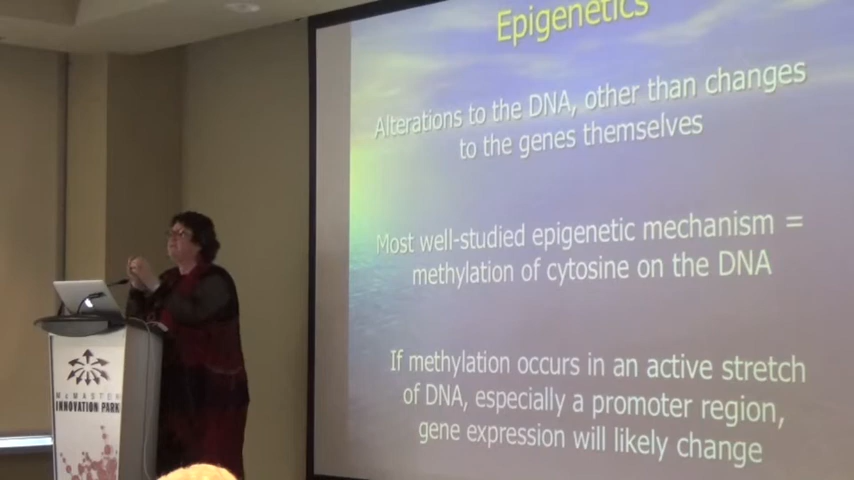 Epigenetics
Alterations to the DNA, other than changes
to the genes themselves
Most well-studied epigenetic mechanism =
methylation of cytosine on the DNA
If methylation occurs in an active stretch
of DNA, especially a promoter region,
gene expression will likely change
McMASTER
INNOVATION PARK